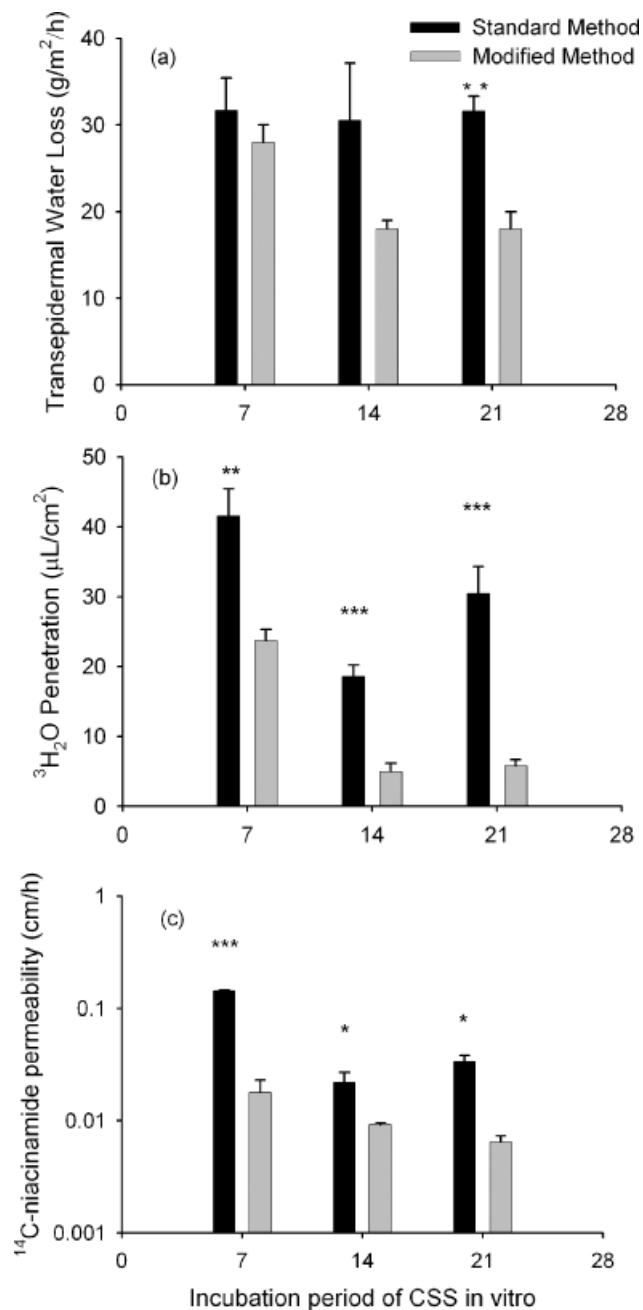 Standard Method
Modified Method
(a)
Transepidermal Water Loss (g/m²/h)
40
30
20
10
0
* *
0 7 14 21 28
(b)
³H₂O Penetration (µL/cm²)
50
40
30
20
10
0
**
***
***
0 7 14 21 28
(c)
¹⁴C-niacinamide permeability (cm/h)
1
0.1
0.01
0.001
***
*
*
0 7 14 21 28
Incubation period of CSS in vitro